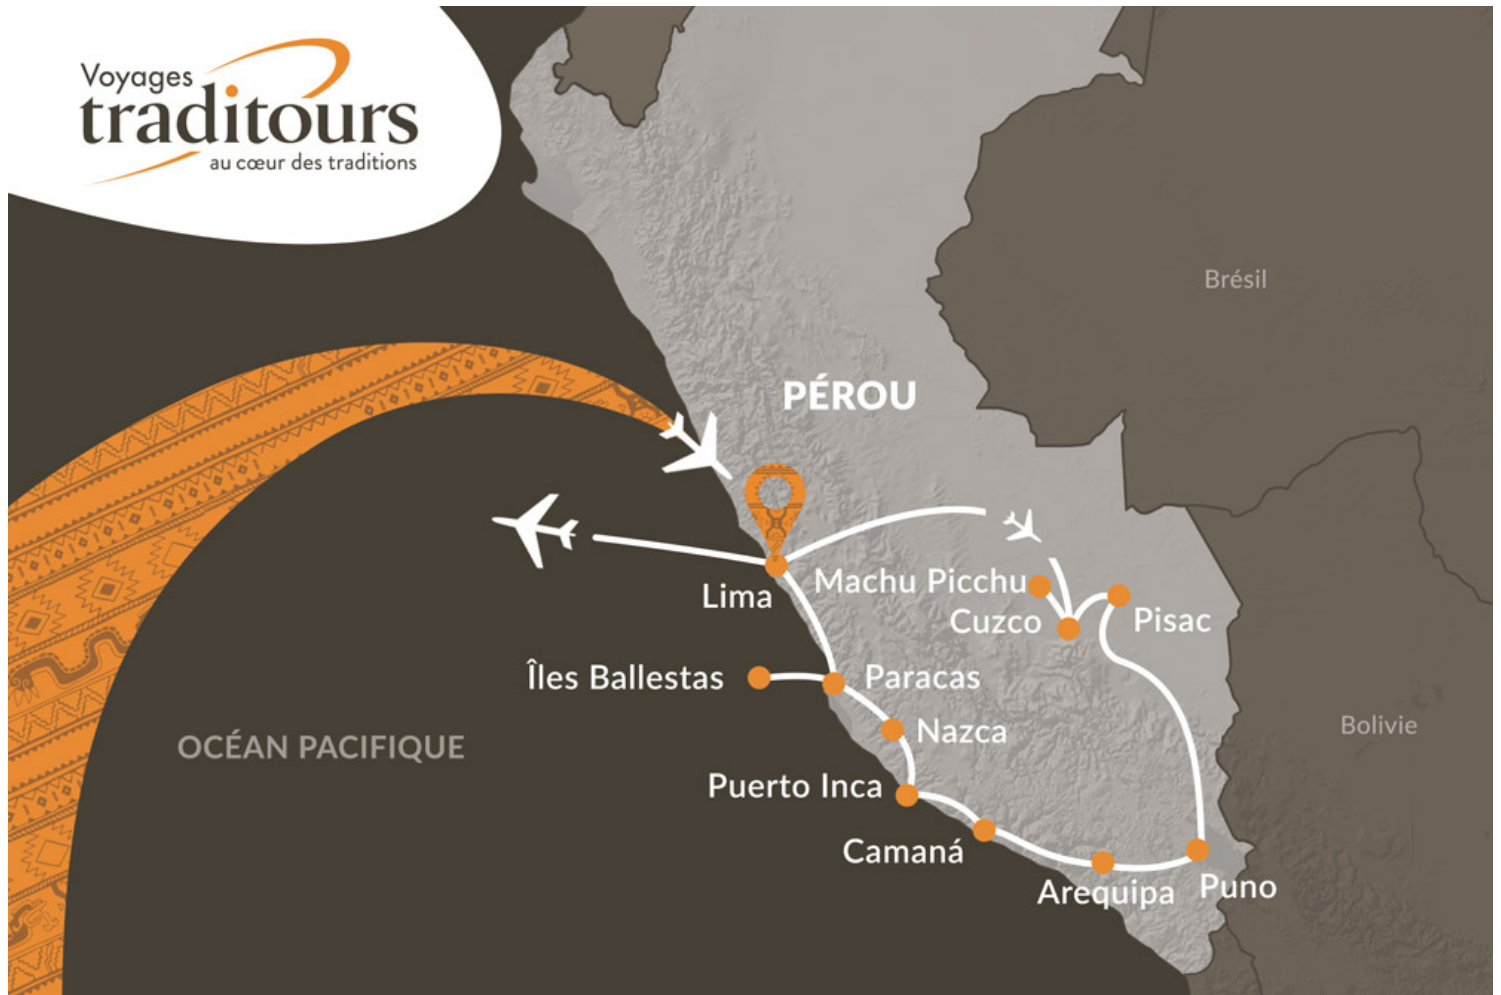 Voyages
traditours
au cœur des traditions
Brésil
PÉROU
Lima
Machu Picchu
Cuzco
Pisac
Îles Ballestas
Paracas
Nazca
OCÉAN PACIFIQUE
Bolivie
Puerto Inca
Camaná
Arequipa
Puno